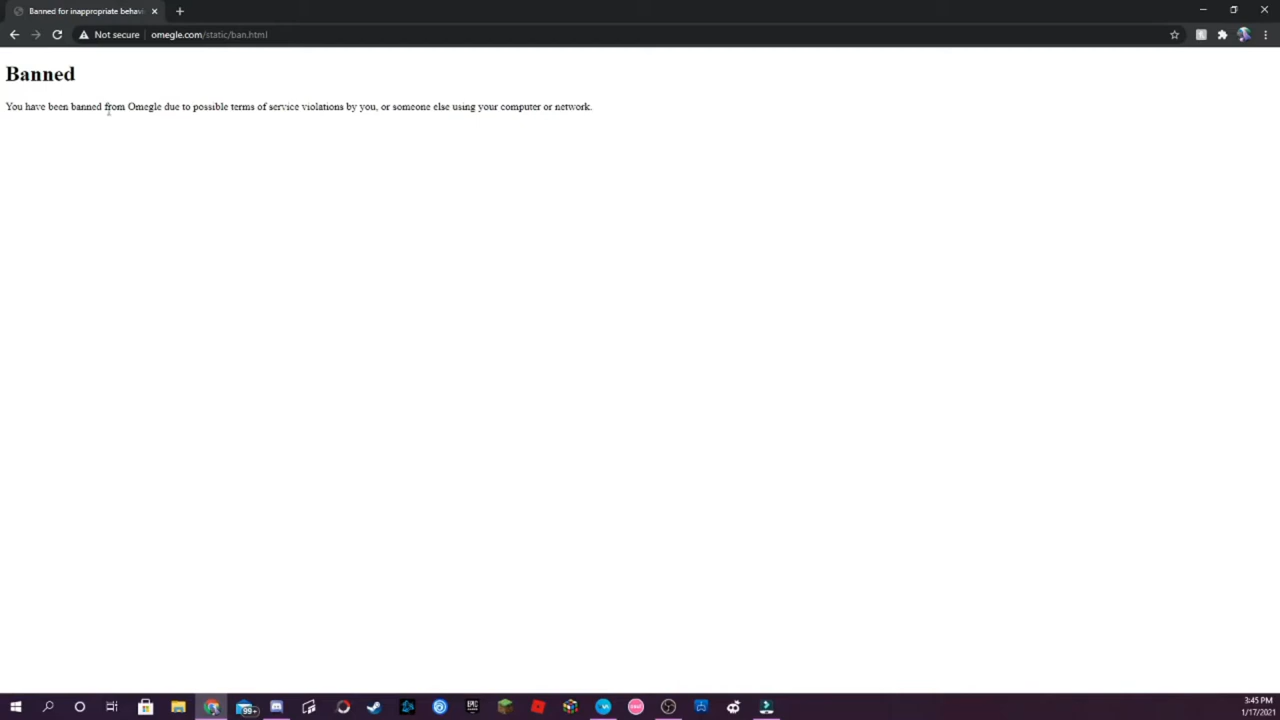 Banned for inappropriate behavi
Not secure
omegle.com/static/ban.html
Banned
You have been banned from Omegle due to possible terms of service violations by you, or someone else using your computer or network.
99+
EPIC
3:45 PM
1/17/2021